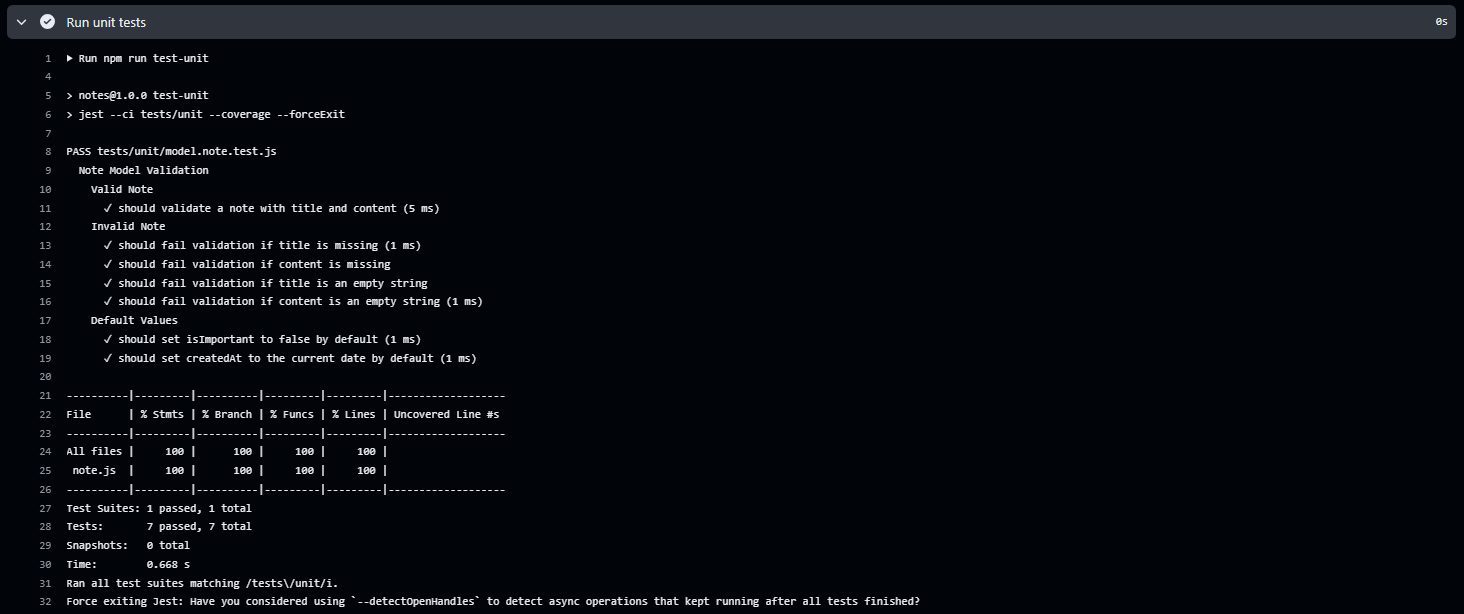 Run unit tests 0s
1 ▶ Run npm run test-unit
4
5 > notes@1.0.0 test-unit
6 > jest --ci tests/unit --coverage --forceExit
7
8 PASS tests/unit/model.note.test.js
9 Note Model Validation
10 Valid Note
11 ✓ should validate a note with title and content (5 ms)
12 Invalid Note
13 ✓ should fail validation if title is missing (1 ms)
14 ✓ should fail validation if content is missing
15 ✓ should fail validation if title is an empty string
16 ✓ should fail validation if content is an empty string (1 ms)
17 Default Values
18 ✓ should set isImportant to false by default (1 ms)
19 ✓ should set createdAt to the current date by default (1 ms)
20
21 ----------|---------|----------|---------|---------|-------------------
22 File      | % Stmts | % Branch | % Funcs | % Lines | Uncovered Line #s
23 ----------|---------|----------|---------|---------|-------------------
24 All files |     100 |      100 |     100 |     100 |
25  note.js  |     100 |      100 |     100 |     100 |
26 ----------|---------|----------|---------|---------|-------------------
27 Test Suites: 1 passed, 1 total
28 Tests:       7 passed, 7 total
29 Snapshots:   0 total
30 Time:        0.668 s
31 Ran all test suites matching /tests\/unit/i.
32 Force exiting Jest: Have you considered using `--detectOpenHandles` to detect async operations that kept running after all tests finished?